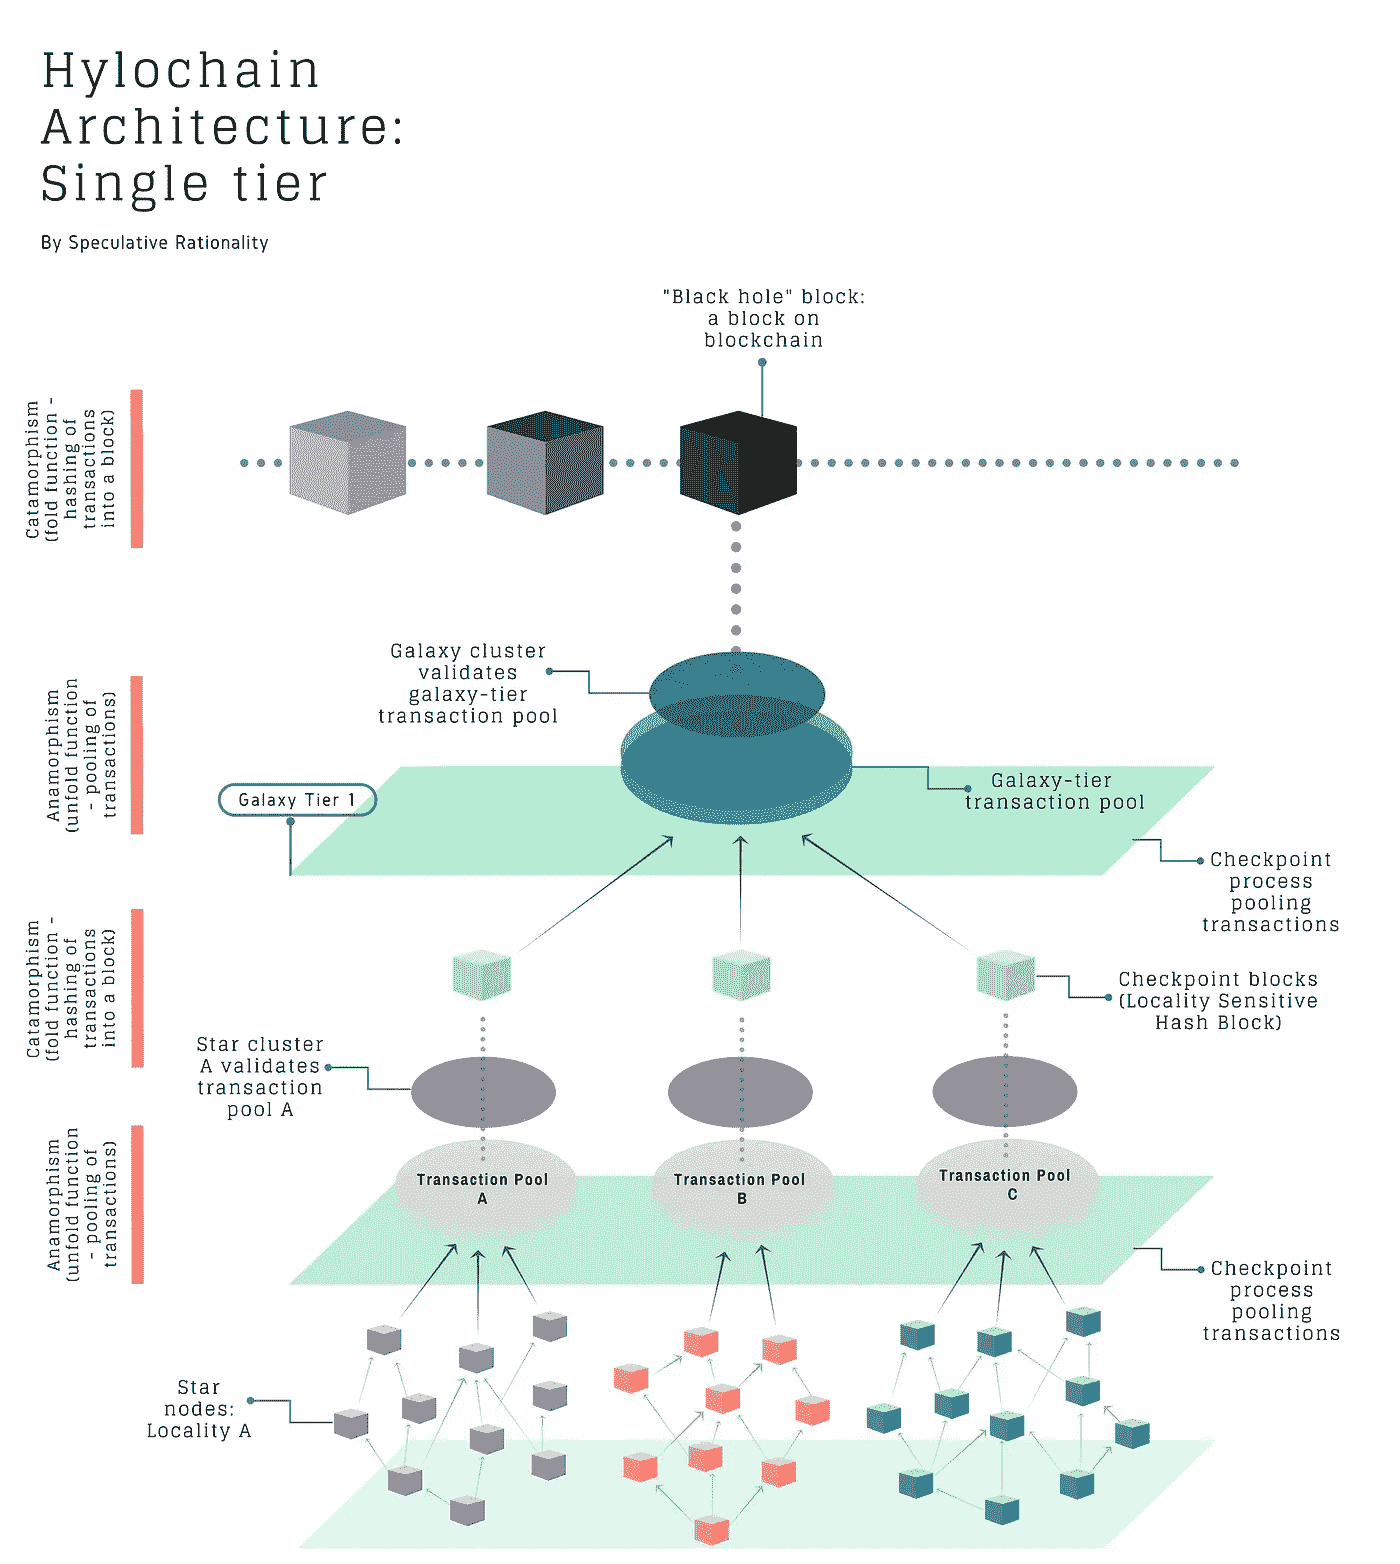 Hylochain
Architecture:
Single tier
By Speculative Rationality
"Black hole" block:
a block on
blockchain
Catamorphism
(fold function -
hashing of
transactions
into a block)
Galaxy cluster
validates
galaxy-tier
transaction pool
Anamorphism
(unfold function
- pooling of
transactions)
Galaxy Tier 1
Galaxy-tier
transaction pool
Checkpoint
process
pooling
transactions
Catamorphism
(fold function -
hashing of
transactions
into a block)
Checkpoint blocks
(Locality Sensitive
Hash Block)
Star cluster
A validates
transaction
pool A
Anamorphism
(unfold function
- pooling of
transactions)
Transaction Pool
A
Transaction Pool
B
Transaction Pool
C
Checkpoint
process
pooling
transactions
Star
nodes:
Locality A